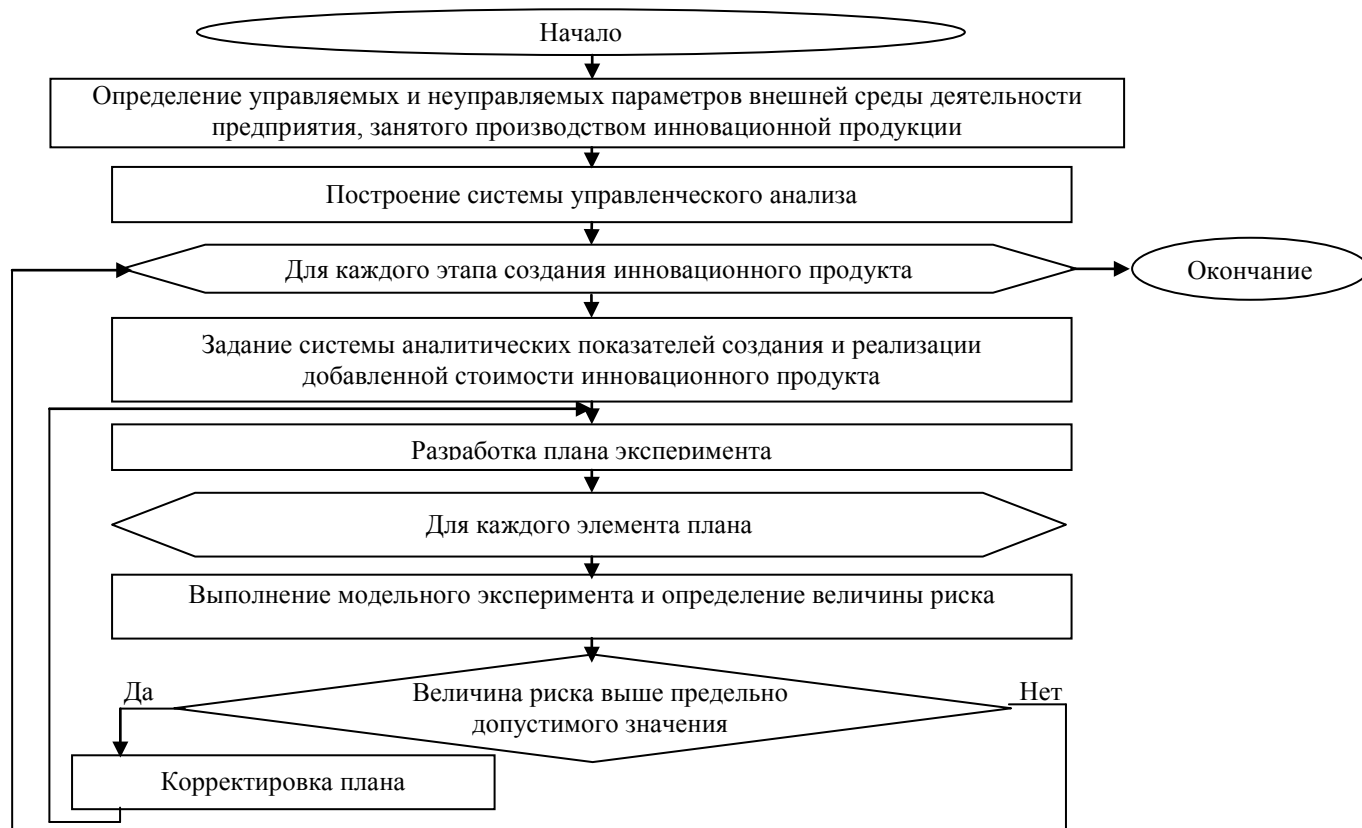 Начало
Определение управляемых и неуправляемых параметров внешней среды деятельности
предприятия, занятого производством инновационной продукции
Построение системы управленческого анализа
Для каждого этапа создания инновационного продукта
Окончание
Задание системы аналитических показателей создания и реализации
добавленной стоимости инновационного продукта
Разработка плана эксперимента
Для каждого элемента плана
Выполнение модельного эксперимента и определение величины риска
Да
Величина риска выше предельно
допустимого значения
Нет
Корректировка плана